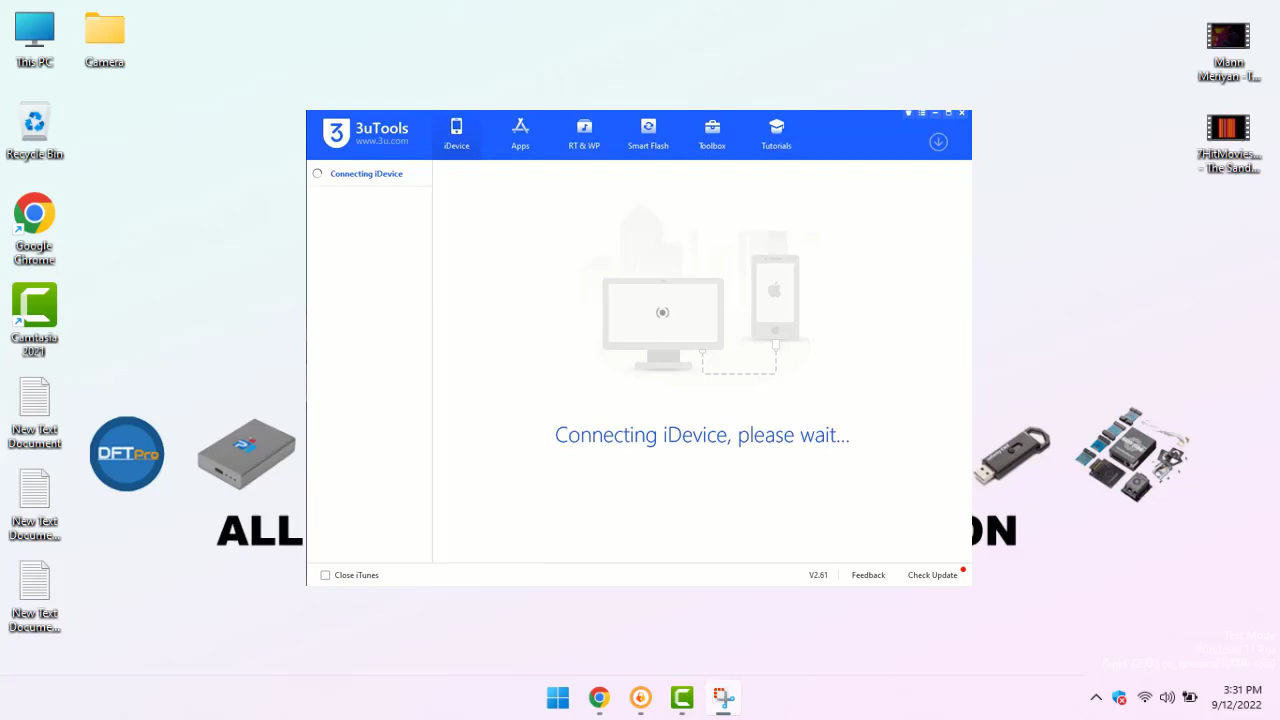 This PC
Camera
Mann
Meriyan -T...
Recycle Bin
7HitMovies...
- The Sand...
Google
Chrome
Camtasia
2021
New Text
Document
New Text
Docume...
New Text
Docume...
3
3uTools
www.3u.com
iDevice
Apps
RT & WP
Smart Flash
Toolbox
Tutorials
Connecting iDevice
Connecting iDevice, please wait...
Close iTunes
V2.61
Feedback
Check Update
DFTPro
ALL
ON
Test Mode
3:31 PM
9/12/2022